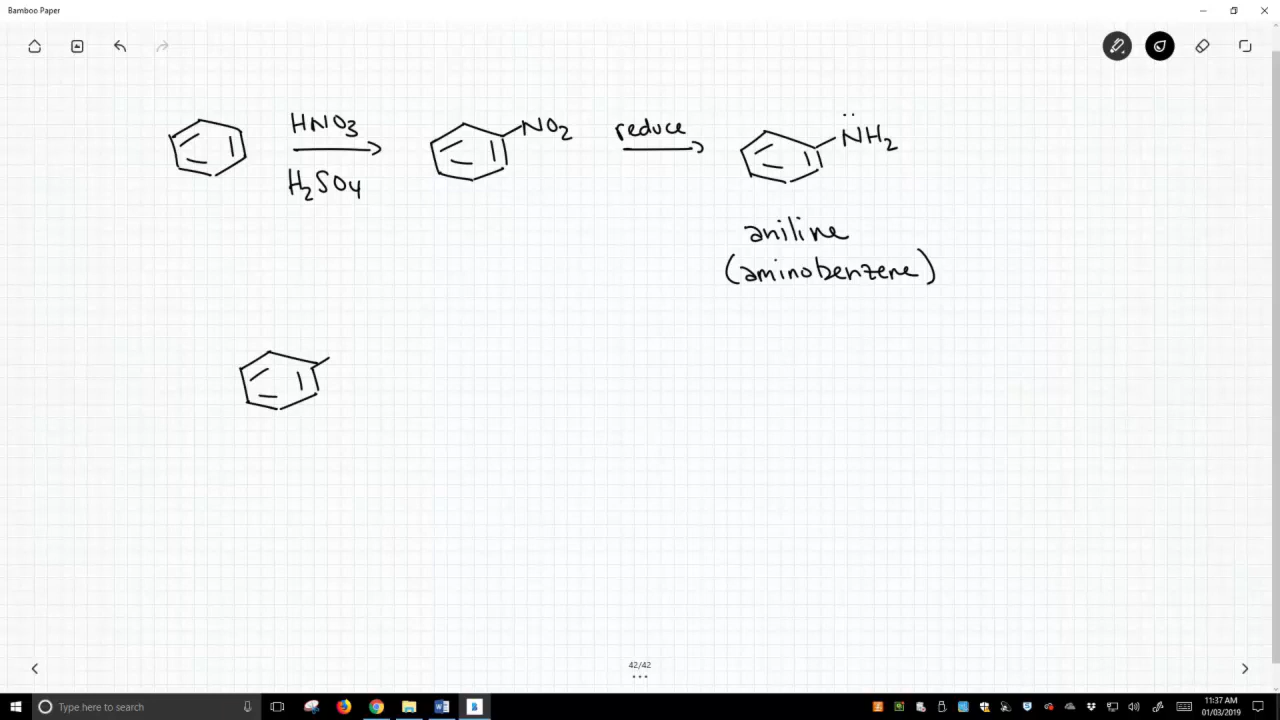 Bamboo Paper
HNO3
H2SO4
NO2
reduce
NH2
aniline
(aminobenzene)
42/42
Type here to search
11:37 AM
01/03/2019